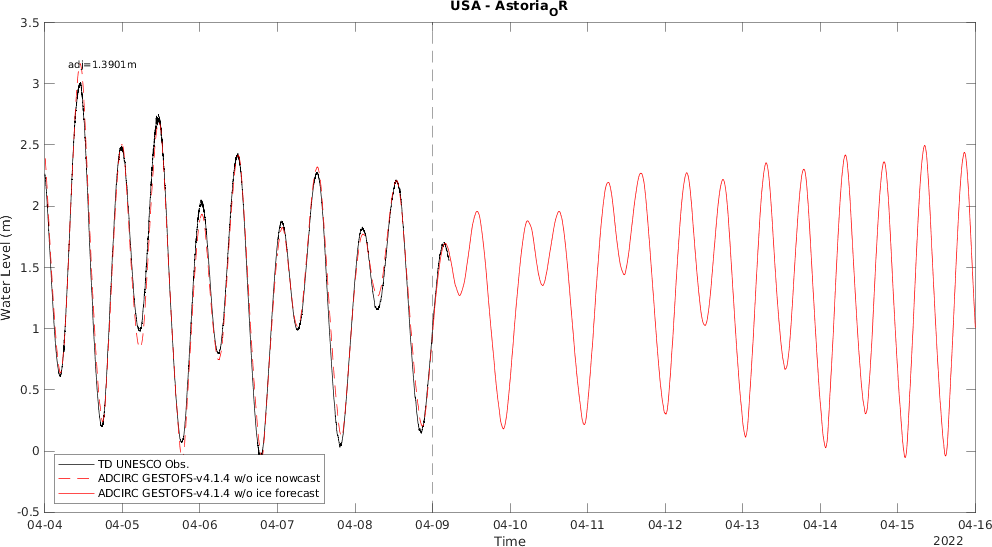 USA - AstoriaOR
adj=1.3901m
3.5
3
2.5
2
1.5
1
0.5
0
-0.5
Water Level (m)
TD UNESCO Obs.
ADCIRC GESTOFS-v4.1.4 w/o ice nowcast
ADCIRC GESTOFS-v4.1.4 w/o ice forecast
04-04 04-05 04-06 04-07 04-08 04-09 04-10 04-11 04-12 04-13 04-14 04-15 04-16
Time
2022